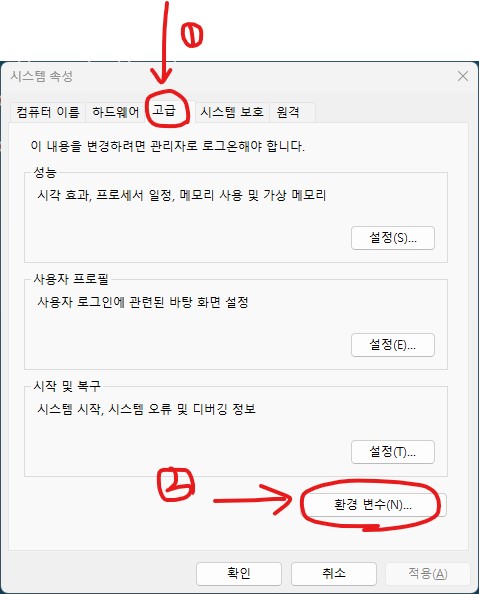 ①
시스템 속성
컴퓨터 이름 하드웨어 고급 시스템 보호 원격
이 내용을 변경하려면 관리자로 로그온해야 합니다.
성능
시각 효과, 프로세서 일정, 메모리 사용 및 가상 메모리
설정(S)...
사용자 프로필
사용자 로그인에 관련된 바탕 화면 설정
설정(E)...
시작 및 복구
시스템 시작, 시스템 오류 및 디버깅 정보
설정(T)...
②
환경 변수(N)...
확인 취소 적용(A)